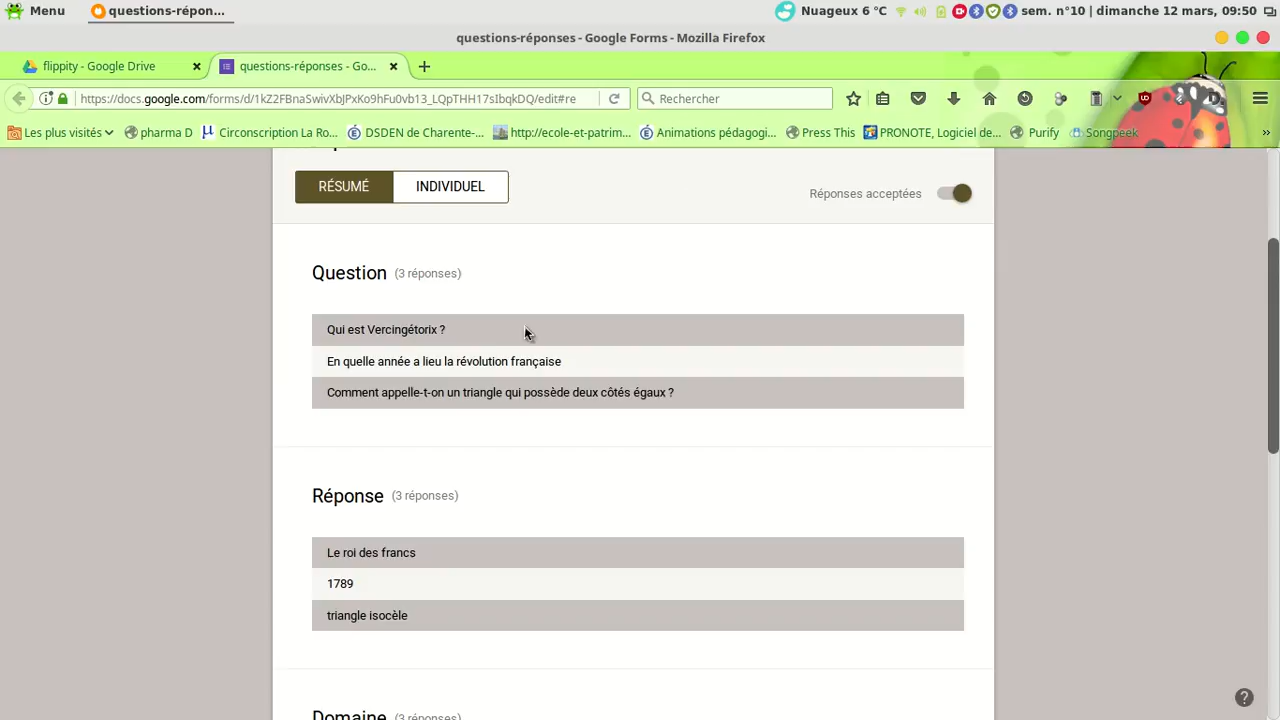 Menu questions-répon... Nuageux 6 °C sem. n°10 | dimanche 12 mars, 09:50
questions-réponses - Google Forms - Mozilla Firefox
flippity - Google Drive questions-réponses - Go...
https://docs.google.com/forms/d/1kZ2FBnaSwivXbJPxKo9hFu0vb13_LQpTHH17sIbqkDQ/edit#re Rechercher
Les plus visités pharma D Circonscription La Ro... DSDEN de Charente-... http://ecole-et-patrim... Animations pédagogi... Press This PRONOTE, Logiciel de... Purify Songpeek
RÉSUMÉ INDIVIDUEL Réponses acceptées
Question (3 réponses)
Qui est Vercingétorix ?
En quelle année a lieu la révolution française
Comment appelle-t-on un triangle qui possède deux côtés égaux ?
Réponse (3 réponses)
Le roi des francs
1789
triangle isocèle
Domaine (3 réponses)